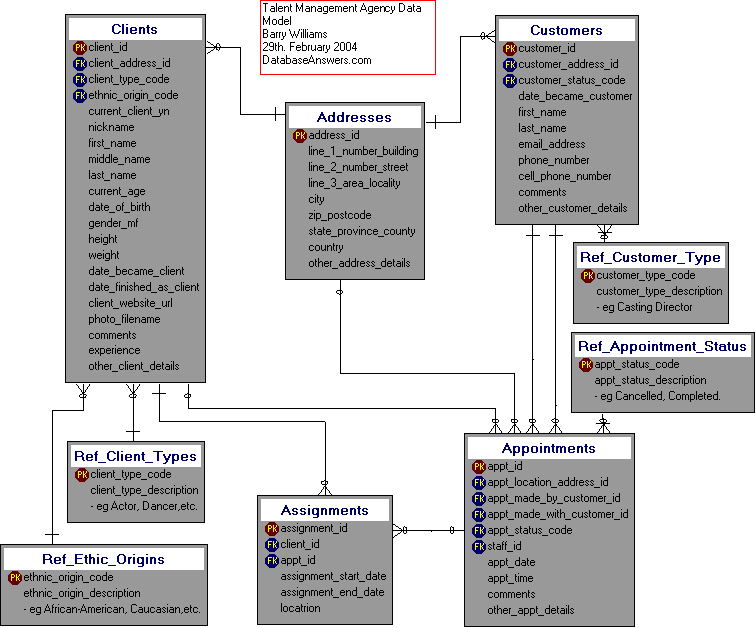 Talent Management Agency Data
Model
Barry Williams
29th. February 2004
DatabaseAnswers.com
Clients
PK client_id
FK client_address_id
FK client_type_code
FK ethnic_origin_code
current_client_yn
nickname
first_name
middle_name
last_name
current_age
date_of_birth
gender_mf
height
weight
date_became_client
date_finished_as_client
client_website_url
photo_filename
comments
experience
other_client_details
Addresses
PK address_id
line_1_number_building
line_2_number_street
line_3_area_locality
city
zip_postcode
state_province_county
country
other_address_details
Customers
PK customer_id
FK customer_address_id
FK customer_status_code
date_became_customer
first_name
last_name
email_address
phone_number
cell_phone_number
comments
other_customer_details
Ref_Customer_Type
PK customer_type_code
customer_type_description
- eg Casting Director
Ref_Appointment_Status
PK appt_status_code
appt_status_description
- eg Cancelled, Completed.
Ref_Client_Types
PK client_type_code
client_type_description
- eg Actor, Dancer,etc.
Ref_Ethic_Origins
PK ethnic_origin_code
ethnic_origin_description
- eg African-American, Caucasian,etc.
Assignments
PK assignment_id
FK client_id
FK appt_id
assignment_start_date
assignment_end_date
locatrion
Appointments
PK appt_id
FK appt_location_address_id
FK appt_made_by_customer_id
FK appt_made_with_customer_id
FK appt_status_code
FK staff_id
appt_date
appt_time
comments
other_appt_details